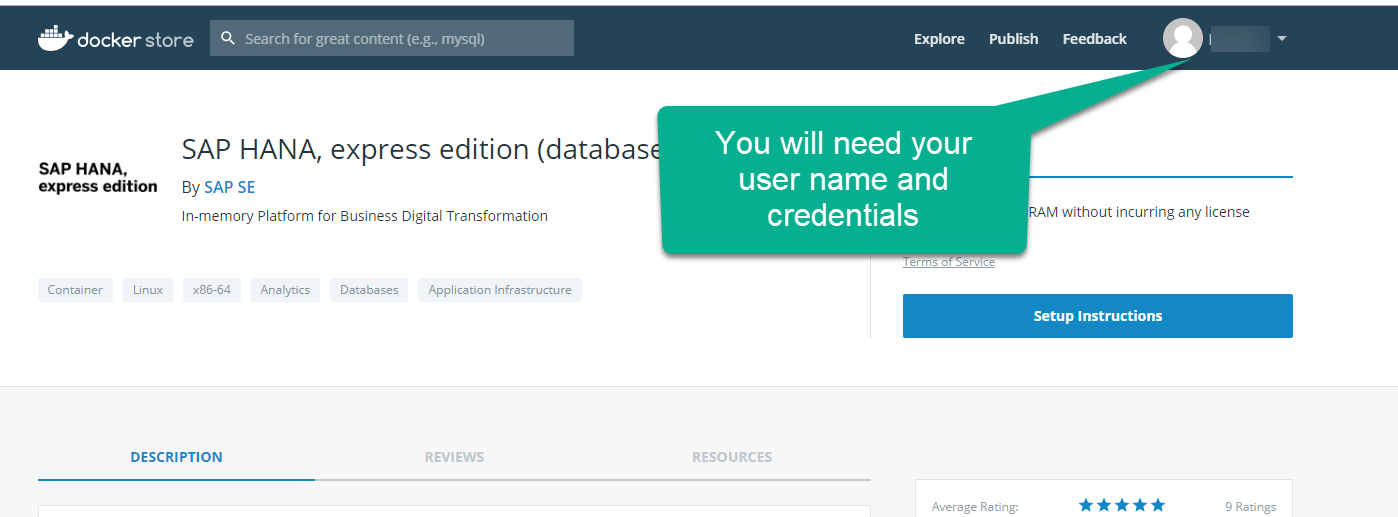 docker store
Search for great content (e.g., mysql)
Explore
Publish
Feedback
You will need your
user name and
credentials
SAP HANA,
express edition
SAP HANA, express edition (database
By SAP SE
In-memory Platform for Business Digital Transformation
RAM without incurring any license
Terms of Service
Container
Linux
x86-64
Analytics
Databases
Application Infrastructure
Setup Instructions
DESCRIPTION
REVIEWS
RESOURCES
Average Rating:
9 Ratings